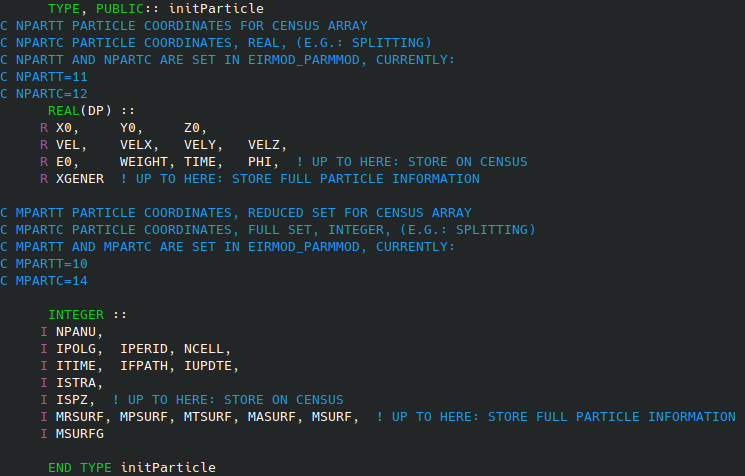 TYPE, PUBLIC:: initParticle
C NPARTT PARTICLE COORDINATES FOR CENSUS ARRAY
C NPARTC PARTICLE COORDINATES, REAL, (E.G.: SPLITTING)
C NPARTT AND NPARTC ARE SET IN EIRMOD_PARMMOD, CURRENTLY:
C NPARTT=11
C NPARTC=12
REAL(DP) ::
R X0, Y0, Z0,
R VEL, VELX, VELY, VELZ,
R E0, WEIGHT, TIME, PHI, ! UP TO HERE: STORE ON CENSUS
R XGENER ! UP TO HERE: STORE FULL PARTICLE INFORMATION
C MPARTT PARTICLE COORDINATES, REDUCED SET FOR CENSUS ARRAY
C MPARTC PARTICLE COORDINATES, FULL SET, INTEGER, (E.G.: SPLITTING)
C MPARTT AND MPARTC ARE SET IN EIRMOD_PARMMOD, CURRENTLY:
C MPARTT=10
C MPARTC=14
INTEGER ::
I NPANU,
I IPOLG, IPERID, NCELL,
I ITIME, IFPATH, IUPDTE,
I ISTRA,
I ISPZ, ! UP TO HERE: STORE ON CENSUS
I MRSURF, MPSURF, MTSURF, MASURF, MSURF, ! UP TO HERE: STORE FULL PARTICLE INFORMATION
I MSURFG
END TYPE initParticle